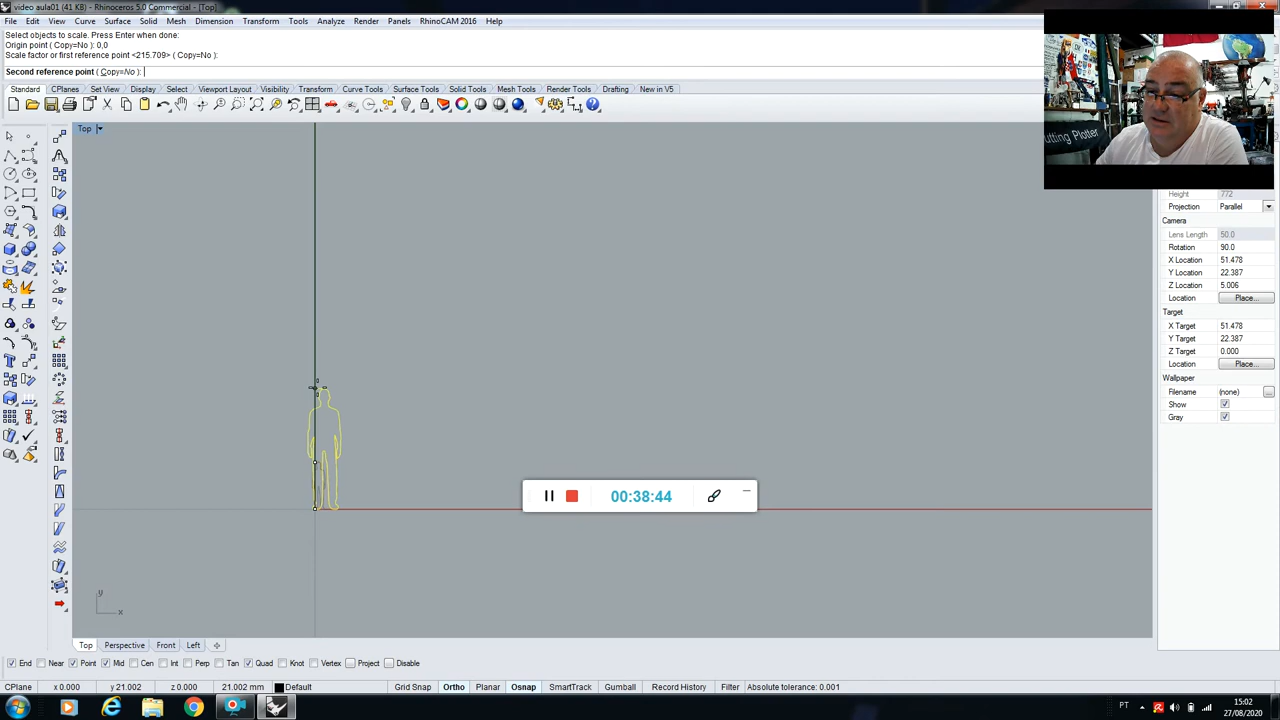 video aula01 (41 KB) - Rhinoceros 5.0 Commercial - [Top]
File Edit View Curve Surface Solid Mesh Dimension Transform Tools Analyze Render Panels RhinoCAM 2016 Help
Select objects to scale. Press Enter when done:
Origin point ( Copy=No ): 0,0
Scale factor or first reference point <215.709> ( Copy=No ):
Second reference point ( Copy=No ):
Standard CPlanes Set View Display Select Viewport Layout Visibility Transform Curve Tools Surface Tools Solid Tools Mesh Tools Render Tools Drafting New in V5
Top
utting Plotter
Height 772
Projection Parallel
Camera
Lens Length 50.0
Rotation 90.0
X Location 51.478
Y Location 22.387
Z Location 5.006
Location Place...
Target
X Target 51.478
Y Target 22.387
Z Target 0.000
Location Place...
Wallpaper
Filename (none) ...
Show
Gray
00:38:44
y
x
Top Perspective Front Left
End Near Point Mid Cen Int Perp Tan Quad Knot Vertex Project Disable
CPlane x 0.000 y 21.002 z 0.000 21.002 mm Default Grid Snap Ortho Planar Osnap SmartTrack Gumball Record History Filter Absolute tolerance: 0.001
PT 15:02
27/08/2020